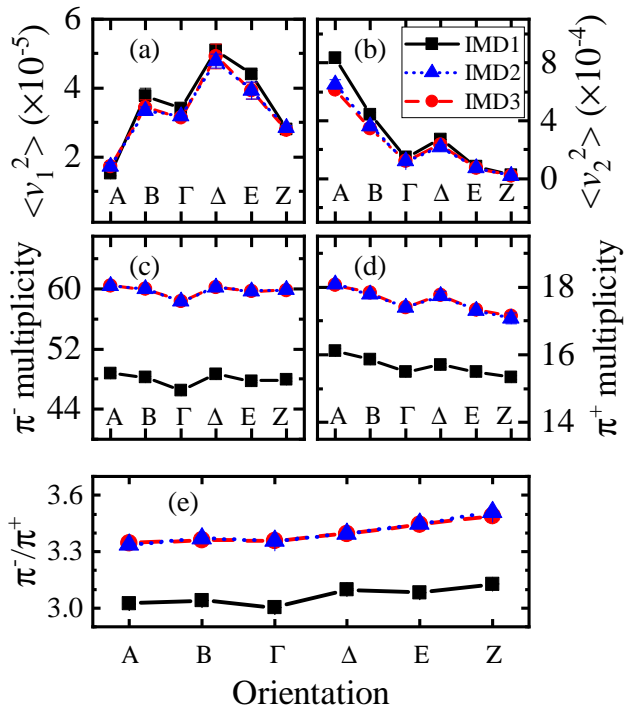 <v₁²> (×10⁻⁵)
6
4
2
(a)
A B Γ Δ E Z
(b)
IMD1
IMD2
IMD3
8
4
0
<v₂²> (×10⁻⁴)
A B Γ Δ E Z
π⁻ multiplicity
60
52
44
(c)
A B Γ Δ E Z
(d)
18
16
14
π⁺ multiplicity
A B Γ Δ E Z
π⁻/π⁺
3.6
3.3
3.0
(e)
A B Γ Δ E Z
Orientation